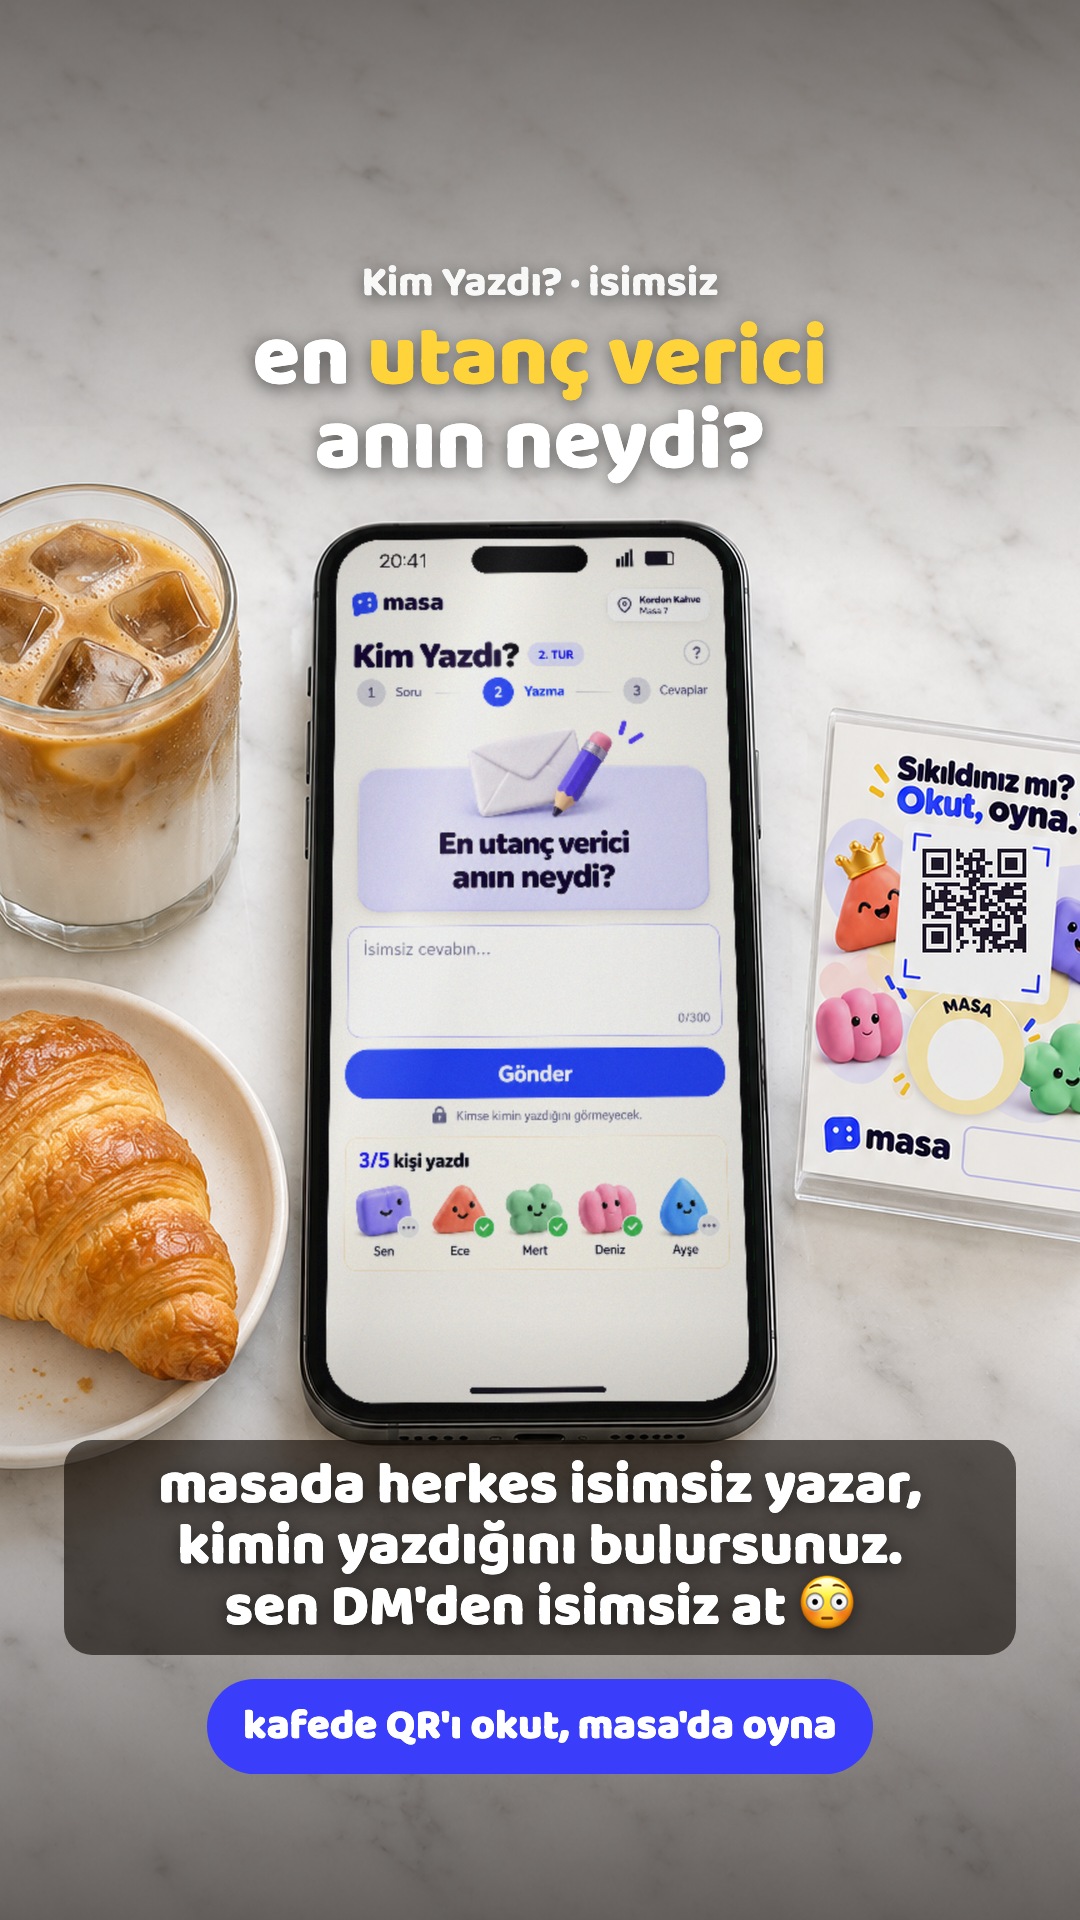 Kim Yazdı? · isimsiz
en utanç verici
anın neydi?
20:41
masa
Kordon Kahve
Masa 7
Kim Yazdı?
2. TUR
?
1 Soru
2 Yazma
3 Cevaplar
En utanç verici
anın neydi?
İsimsiz cevabın...
0/300
Gönder
Kimse kimin yazdığını görmeyecek.
3/5 kişi yazdı
Sen
Ece
Mert
Deniz
Ayşe
Sıkıldınız mı?
Okut, oyna.
MASA
masa
masada herkes isimsiz yazar,
kimin yazdığını bulursunuz.
sen DM'den isimsiz at 😳
kafede QR'ı okut, masa'da oyna